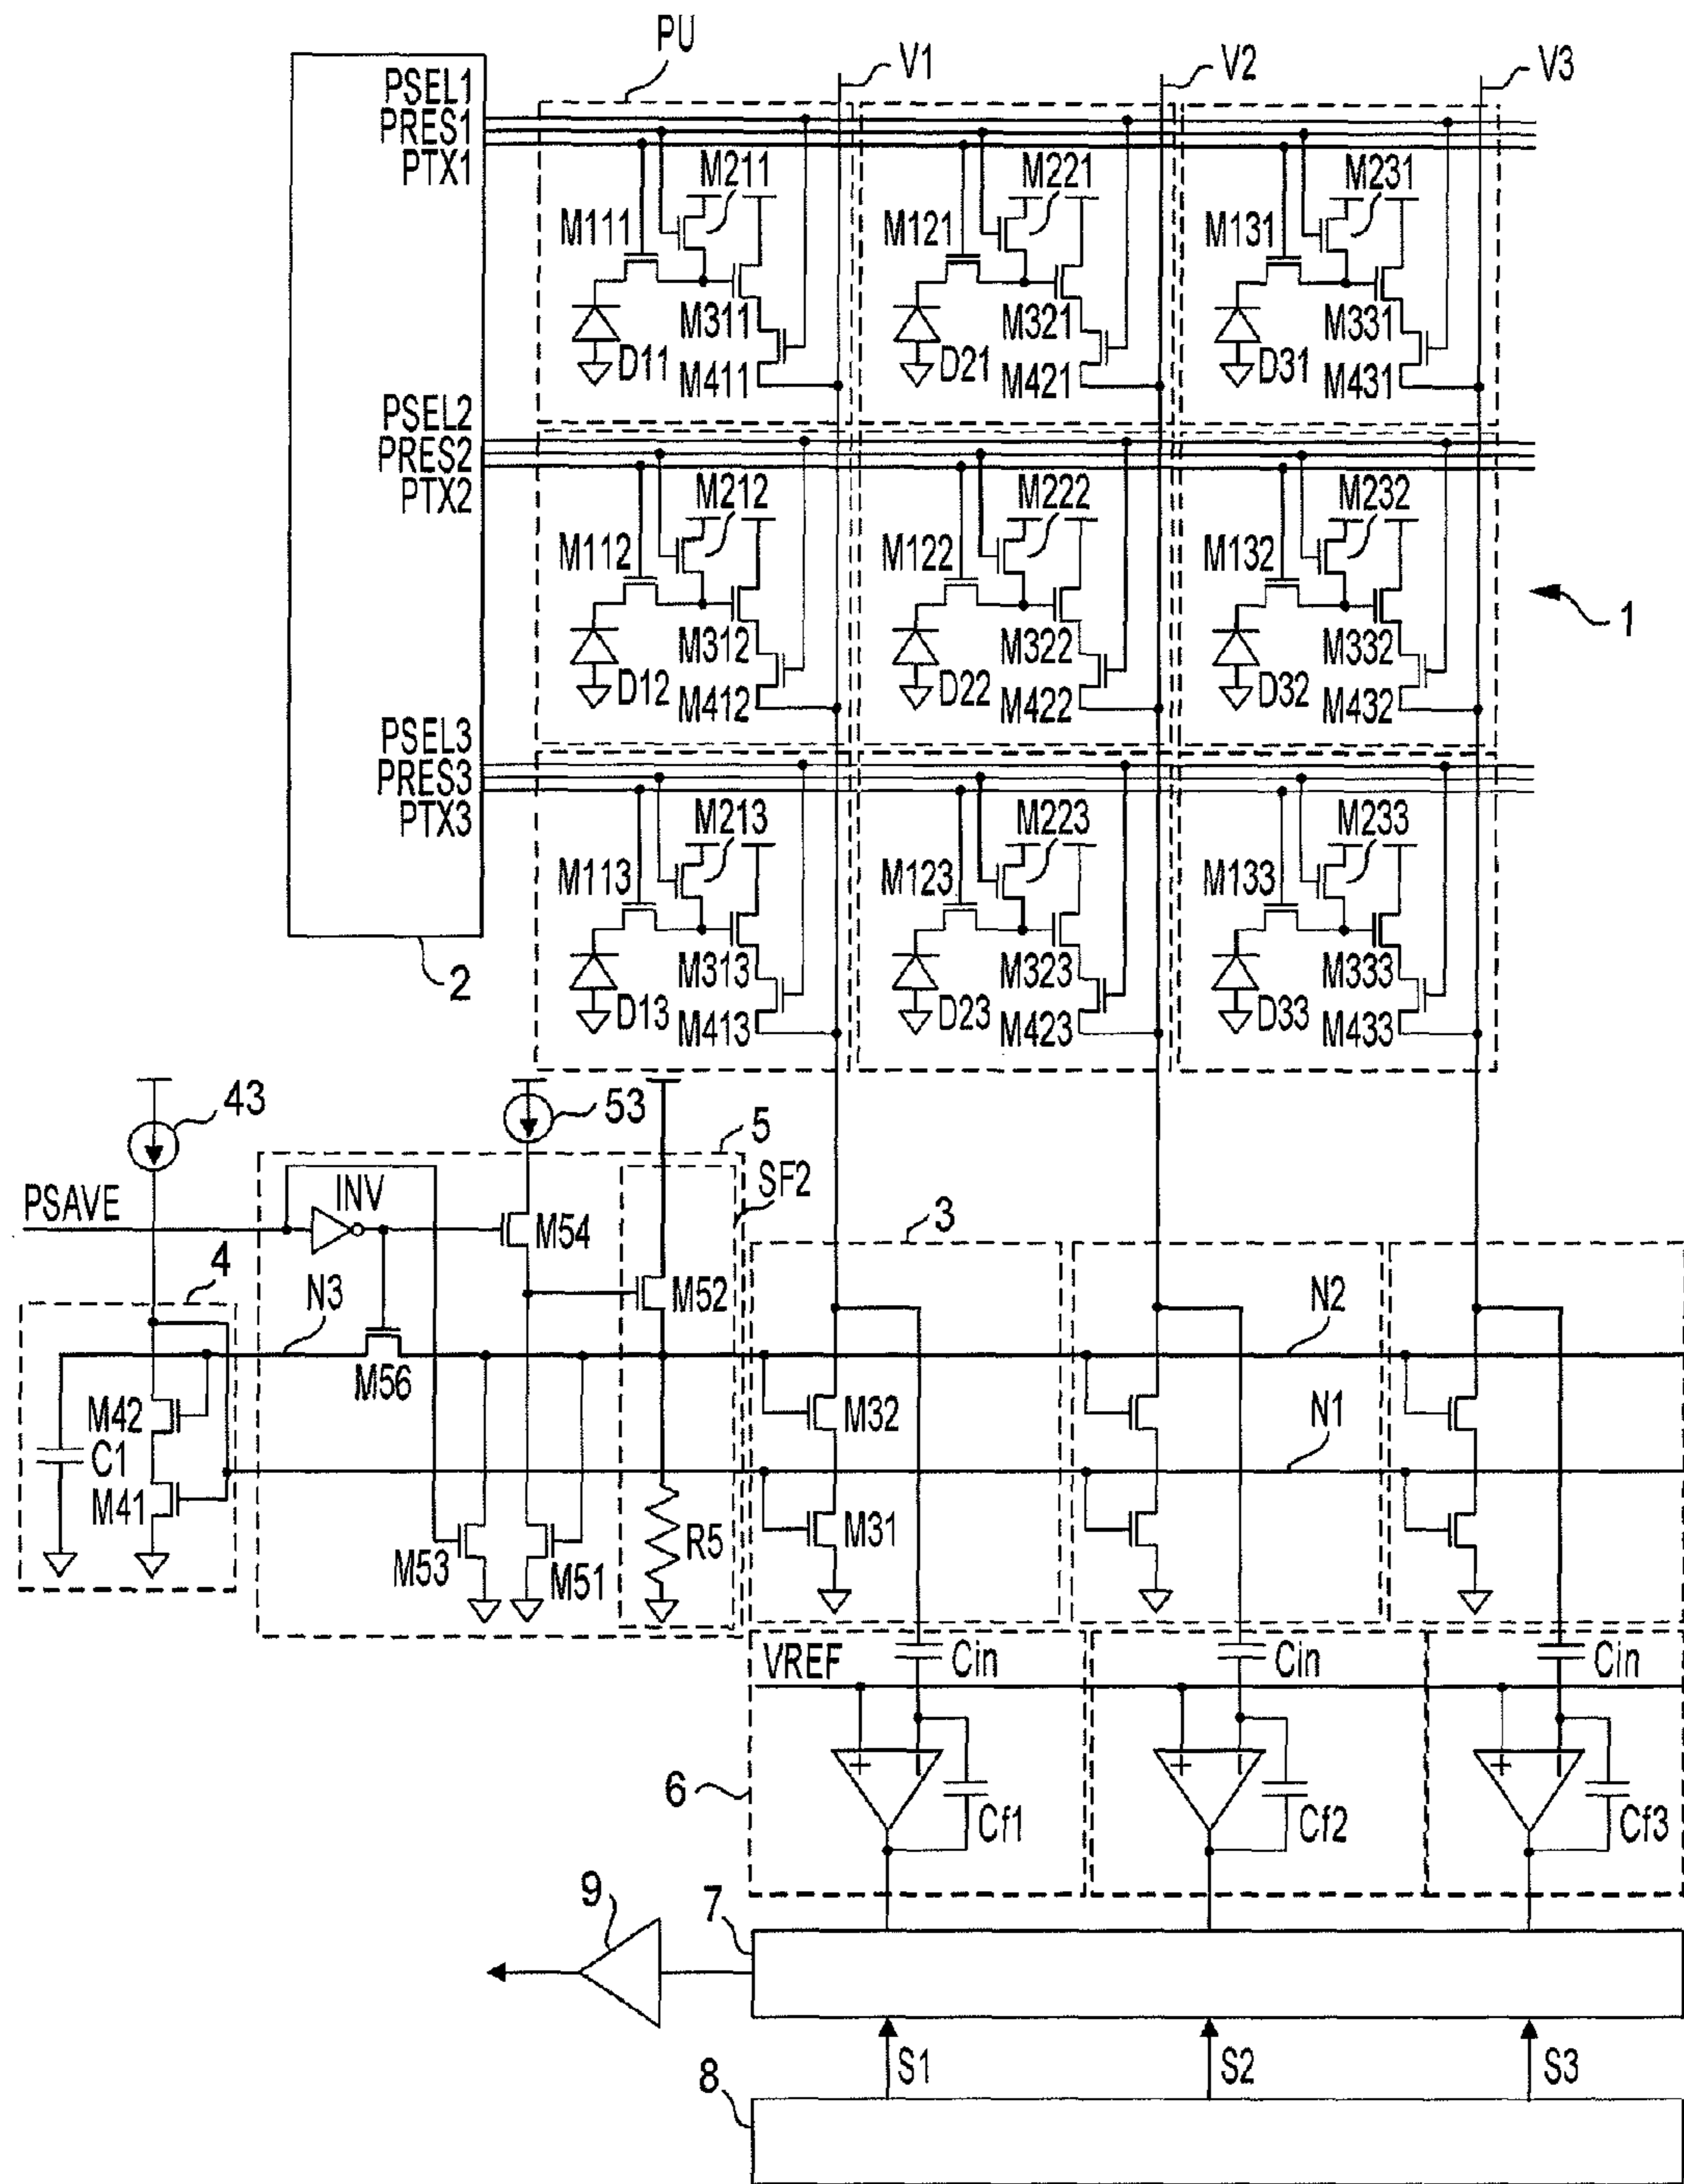 PU
V1
V2
V3
PSEL1
PRES1
PTX1
M211
M221
M231
M111
M121
M131
M311
M321
M331
D11
D21
D31
M411
M421
M431
PSEL2
PRES2
PTX2
M212
M222
M232
M112
M122
M132
1
M312
M322
M332
D12
D22
D32
M412
M422
M432
PSEL3
PRES3
PTX3
M213
M223
M233
M113
M123
M133
2
M313
M323
M333
D13
D23
D33
M413
M423
M433
43
53
5
SF2
PSAVE
INV
M54
3
4
N3
M52
N2
M56
M42
M32
N1
C1
M41
M53
M51
R5
M31
VREF
Cin
Cin
Cin
+
+
+
6
Cf1
Cf2
Cf3
9
7
S1
S2
S3
8